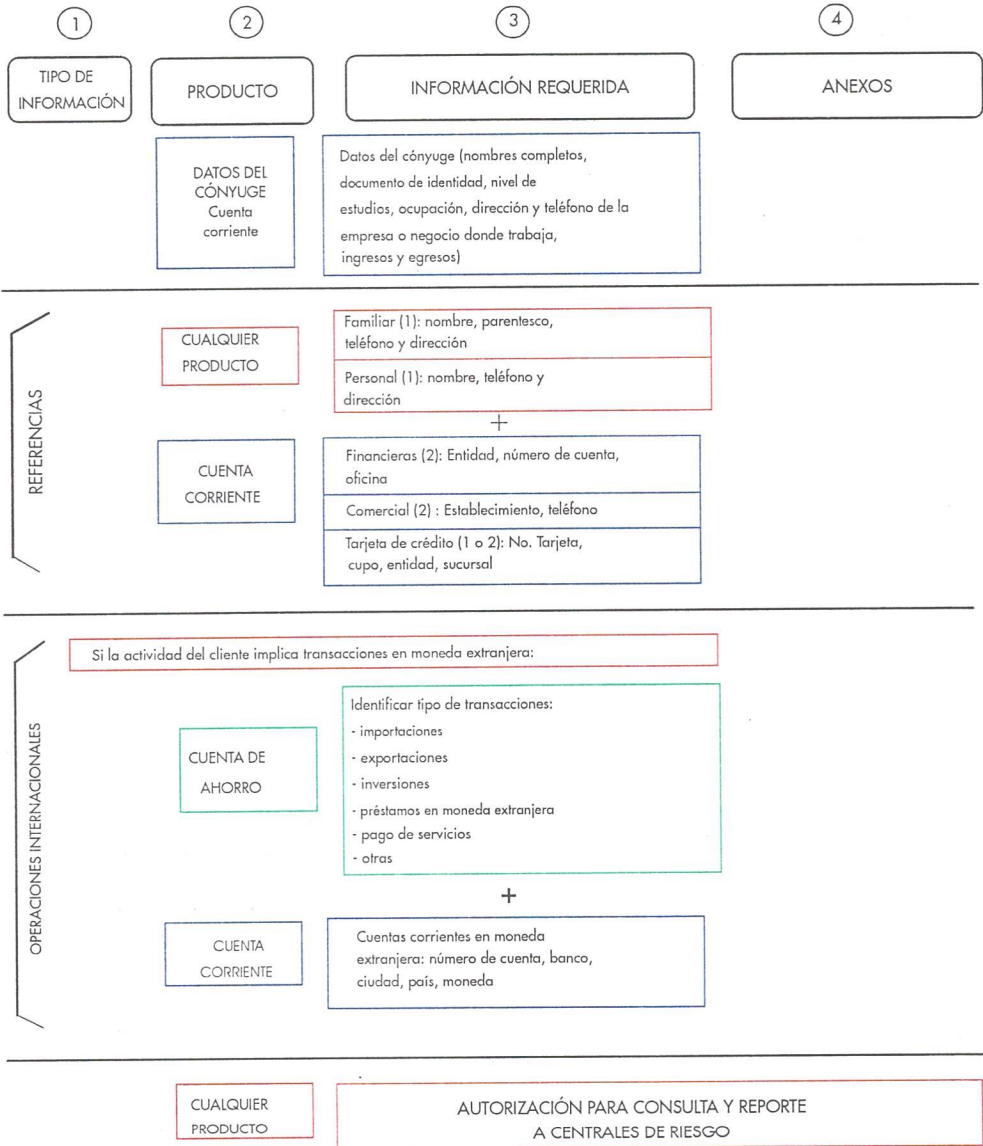 1
2
3
4
TIPO DE
INFORMACIÓN
PRODUCTO
INFORMACIÓN REQUERIDA
ANEXOS
DATOS DEL
CÓNYUGE
Cuenta
corriente
Datos del cónyuge (nombres completos,
documento de identidad, nivel de
estudios, ocupación, dirección y teléfono de la
empresa o negocio donde trabaja,
ingresos y egresos)
REFERENCIAS
CUALQUIER
PRODUCTO
Familiar (1): nombre, parentesco,
teléfono y dirección
Personal (1): nombre, teléfono y
dirección
+
CUENTA
CORRIENTE
Financieras (2): Entidad, número de cuenta,
oficina
Comercial (2) : Establecimiento, teléfono
Tarjeta de crédito (1 o 2): No. Tarjeta,
cupo, entidad, sucursal
OPERACIONES INTERNACIONALES
Si la actividad del cliente implica transacciones en moneda extranjera:
CUENTA DE
AHORRO
Identificar tipo de transacciones:
- importaciones
- exportaciones
- inversiones
- préstamos en moneda extranjera
- pago de servicios
- otras
+
CUENTA
CORRIENTE
Cuentas corrientes en moneda
extranjera: número de cuenta, banco,
ciudad, país, moneda
CUALQUIER
PRODUCTO
AUTORIZACIÓN PARA CONSULTA Y REPORTE
A CENTRALES DE RIESGO